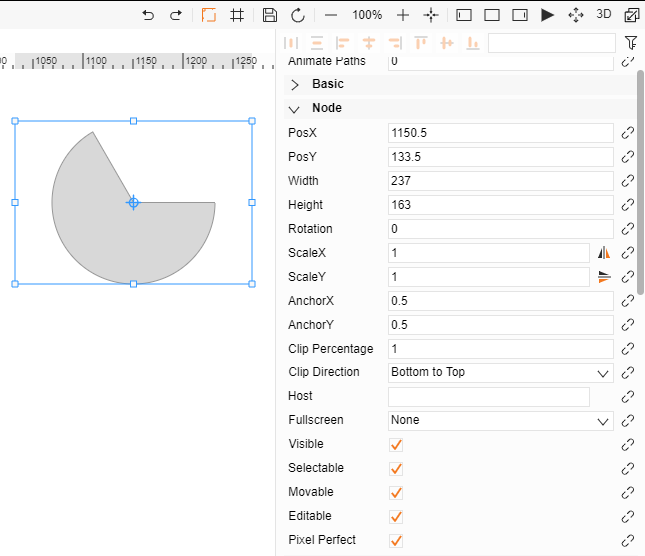 100%
3D
1050
1100
1150
1200
1250
Animate Paths 0
Basic
Node
PosX 1150.5
PosY 133.5
Width 237
Height 163
Rotation 0
ScaleX 1
ScaleY 1
AnchorX 0.5
AnchorY 0.5
Clip Percentage 1
Clip Direction Bottom to Top
Host
Fullscreen None
Visible
Selectable
Movable
Editable
Pixel Perfect